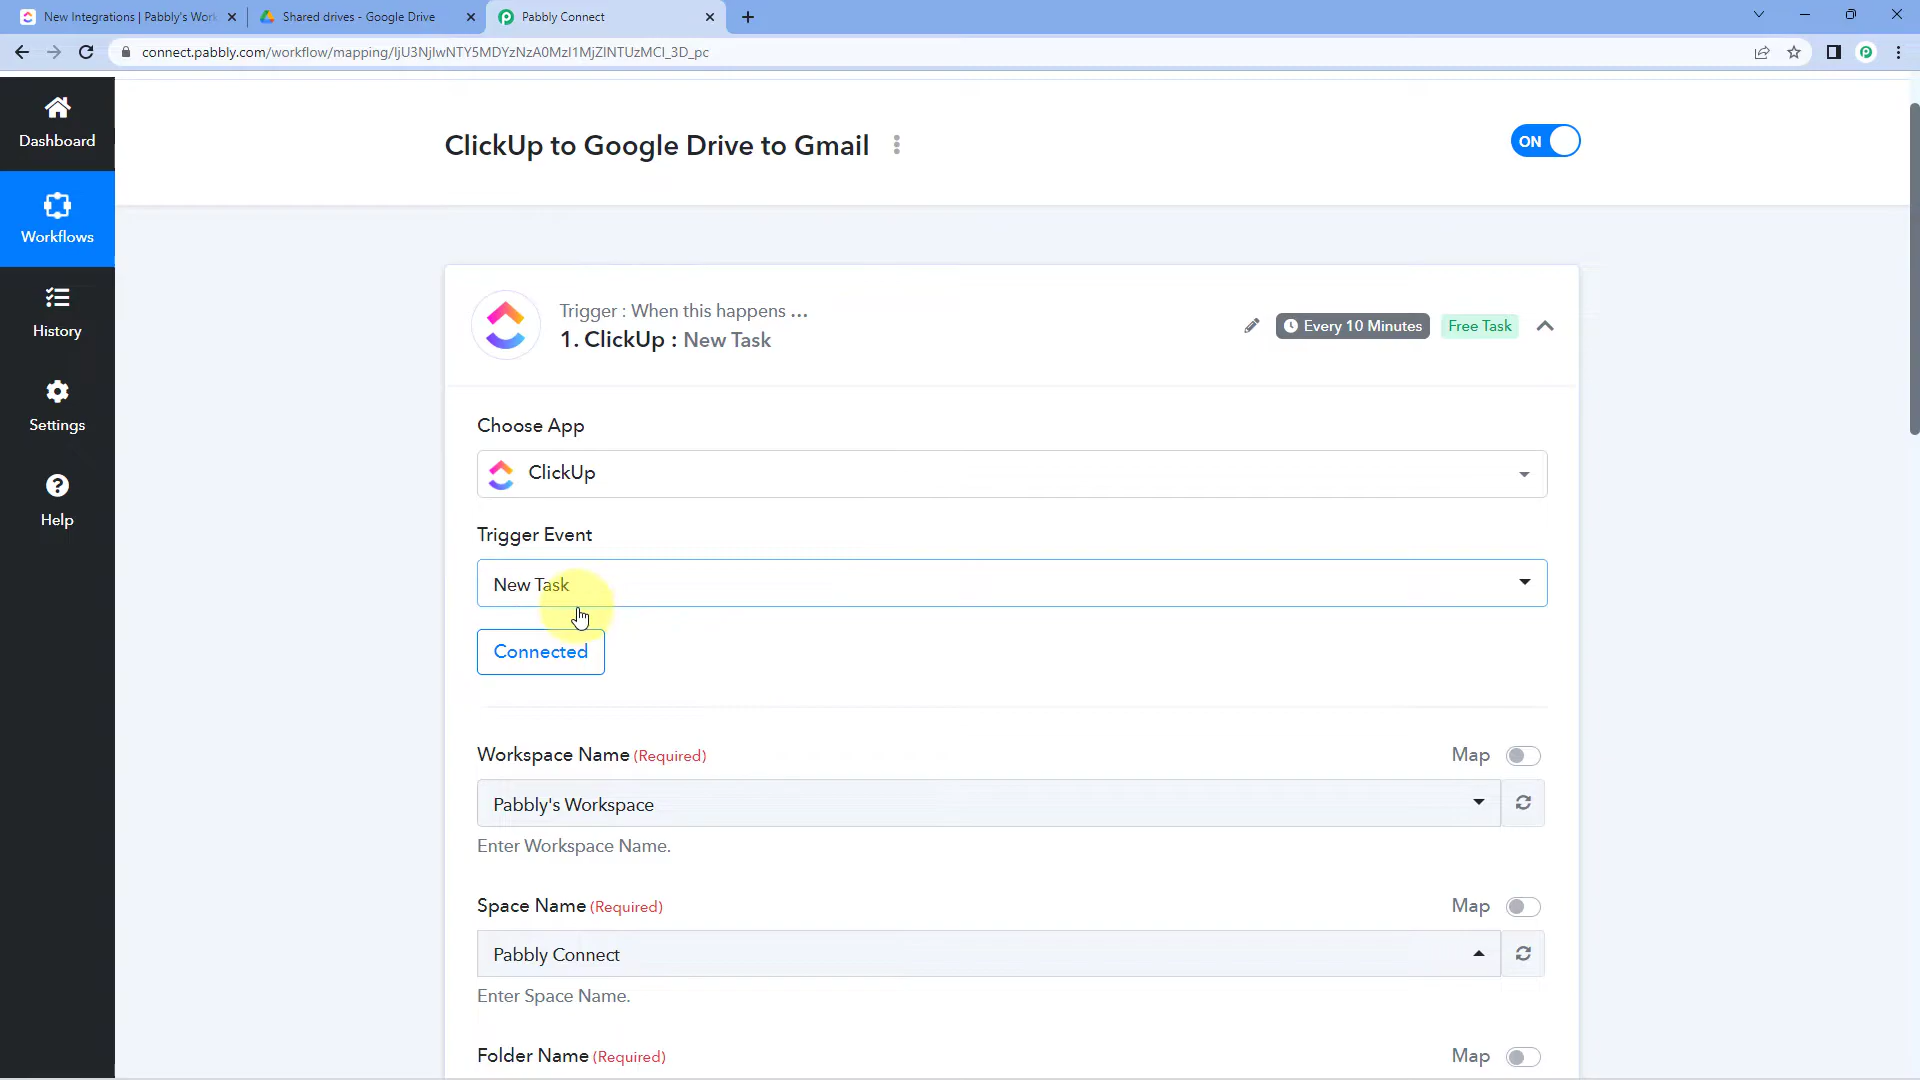 New Integrations | Pabbly's Work
Shared drives - Google Drive
Pabbly Connect
connect.pabbly.com/workflow/mapping/IjU3NjIwNTY5MDYzNzA0MzI1MjZlNTUzMCI_3D_pc
Dashboard
Workflows
History
Settings
Help
ClickUp to Google Drive to Gmail
ON
Trigger : When this happens ...
1. ClickUp : New Task
Every 10 Minutes
Free Task
Choose App
ClickUp
Trigger Event
New Task
Connected
Workspace Name (Required)
Map
Pabbly's Workspace
Enter Workspace Name.
Space Name (Required)
Map
Pabbly Connect
Enter Space Name.
Folder Name (Required)
Map